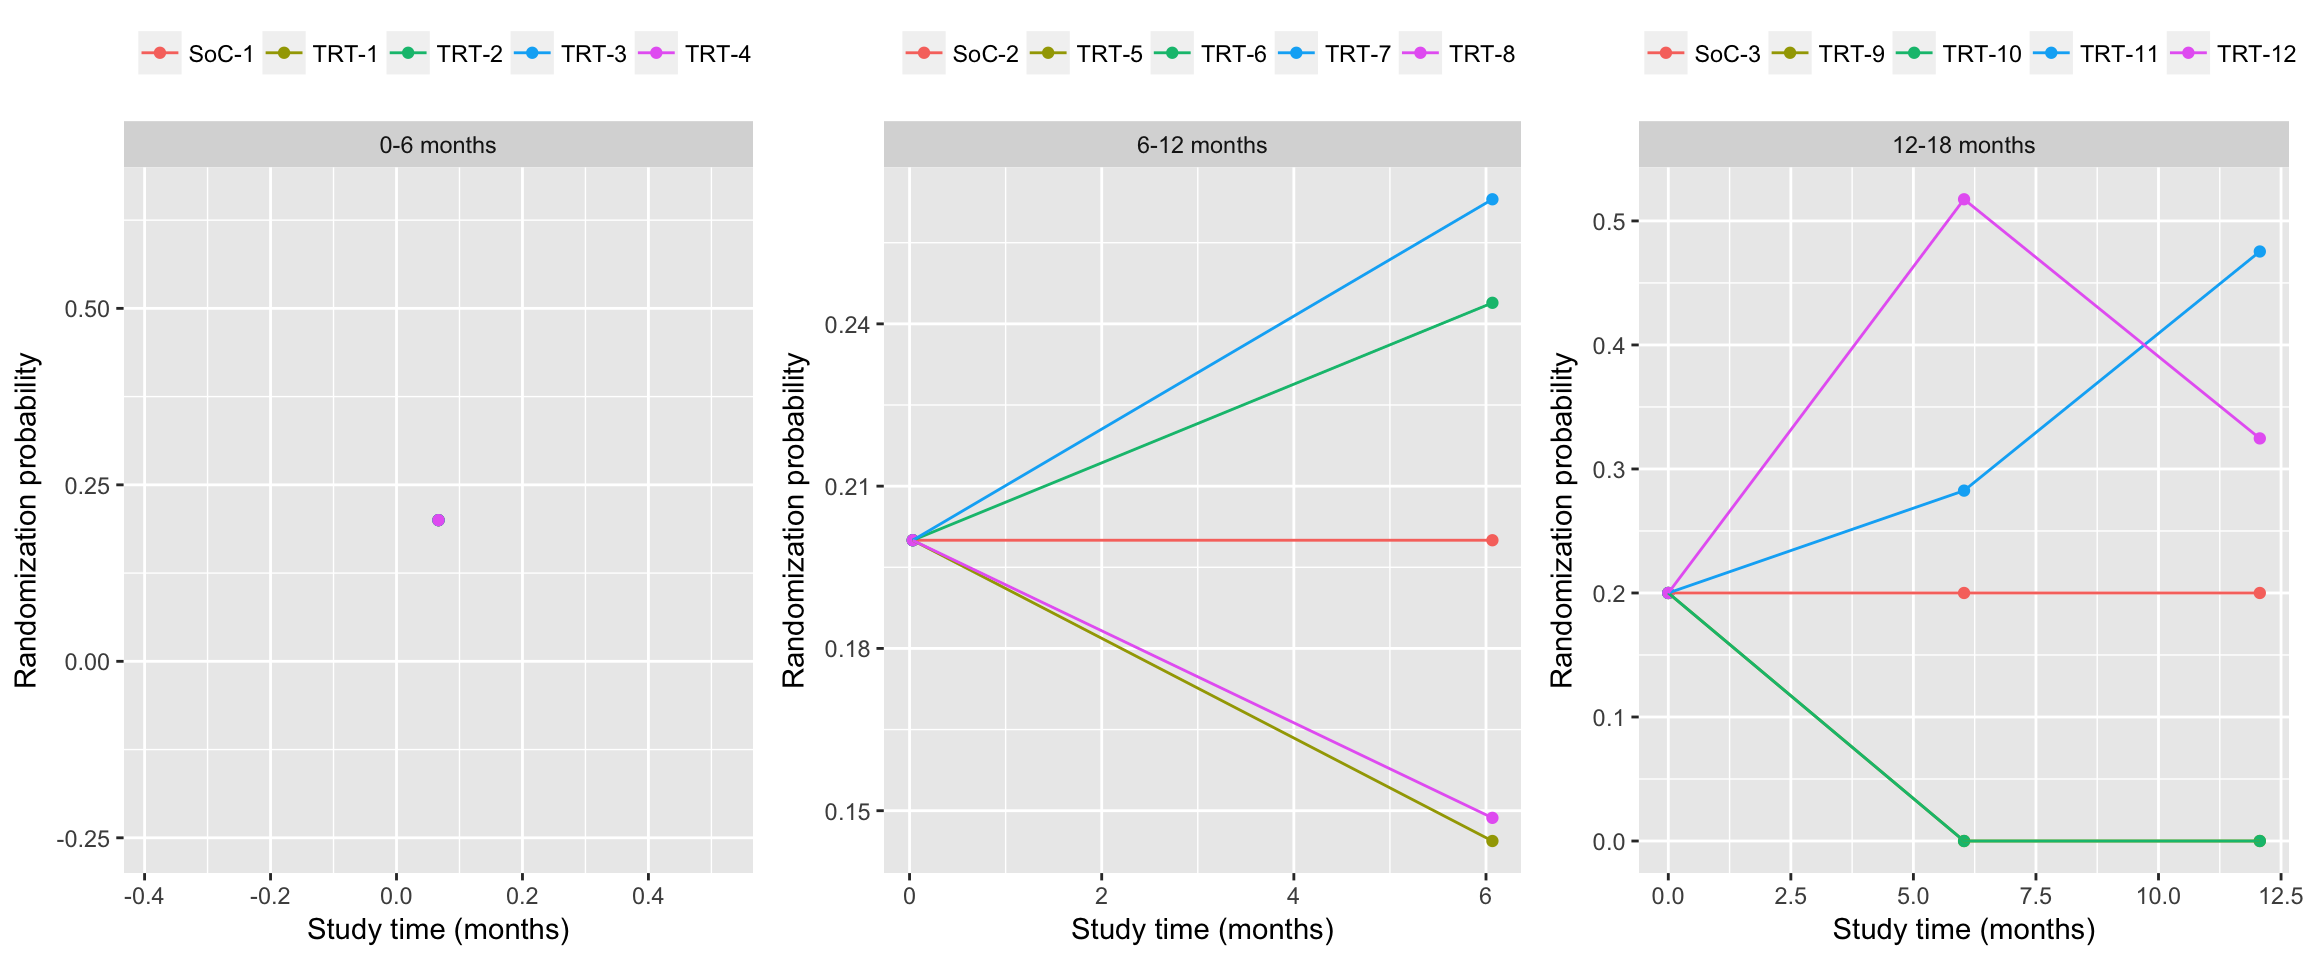 SoC-1 TRT-1 TRT-2 TRT-3 TRT-4
0-6 months
Randomization probability
0.50
0.25
0.00
-0.25
-0.4 -0.2 0.0 0.2 0.4
Study time (months)
SoC-2 TRT-5 TRT-6 TRT-7 TRT-8
6-12 months
Randomization probability
0.24
0.21
0.18
0.15
0 2 4 6
Study time (months)
SoC-3 TRT-9 TRT-10 TRT-11 TRT-12
12-18 months
Randomization probability
0.5
0.4
0.3
0.2
0.1
0.0
0.0 2.5 5.0 7.5 10.0 12.5
Study time (months)